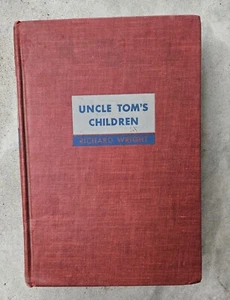 UNCLE TOM'S
CHILDREN
RICHARD WRIGHT